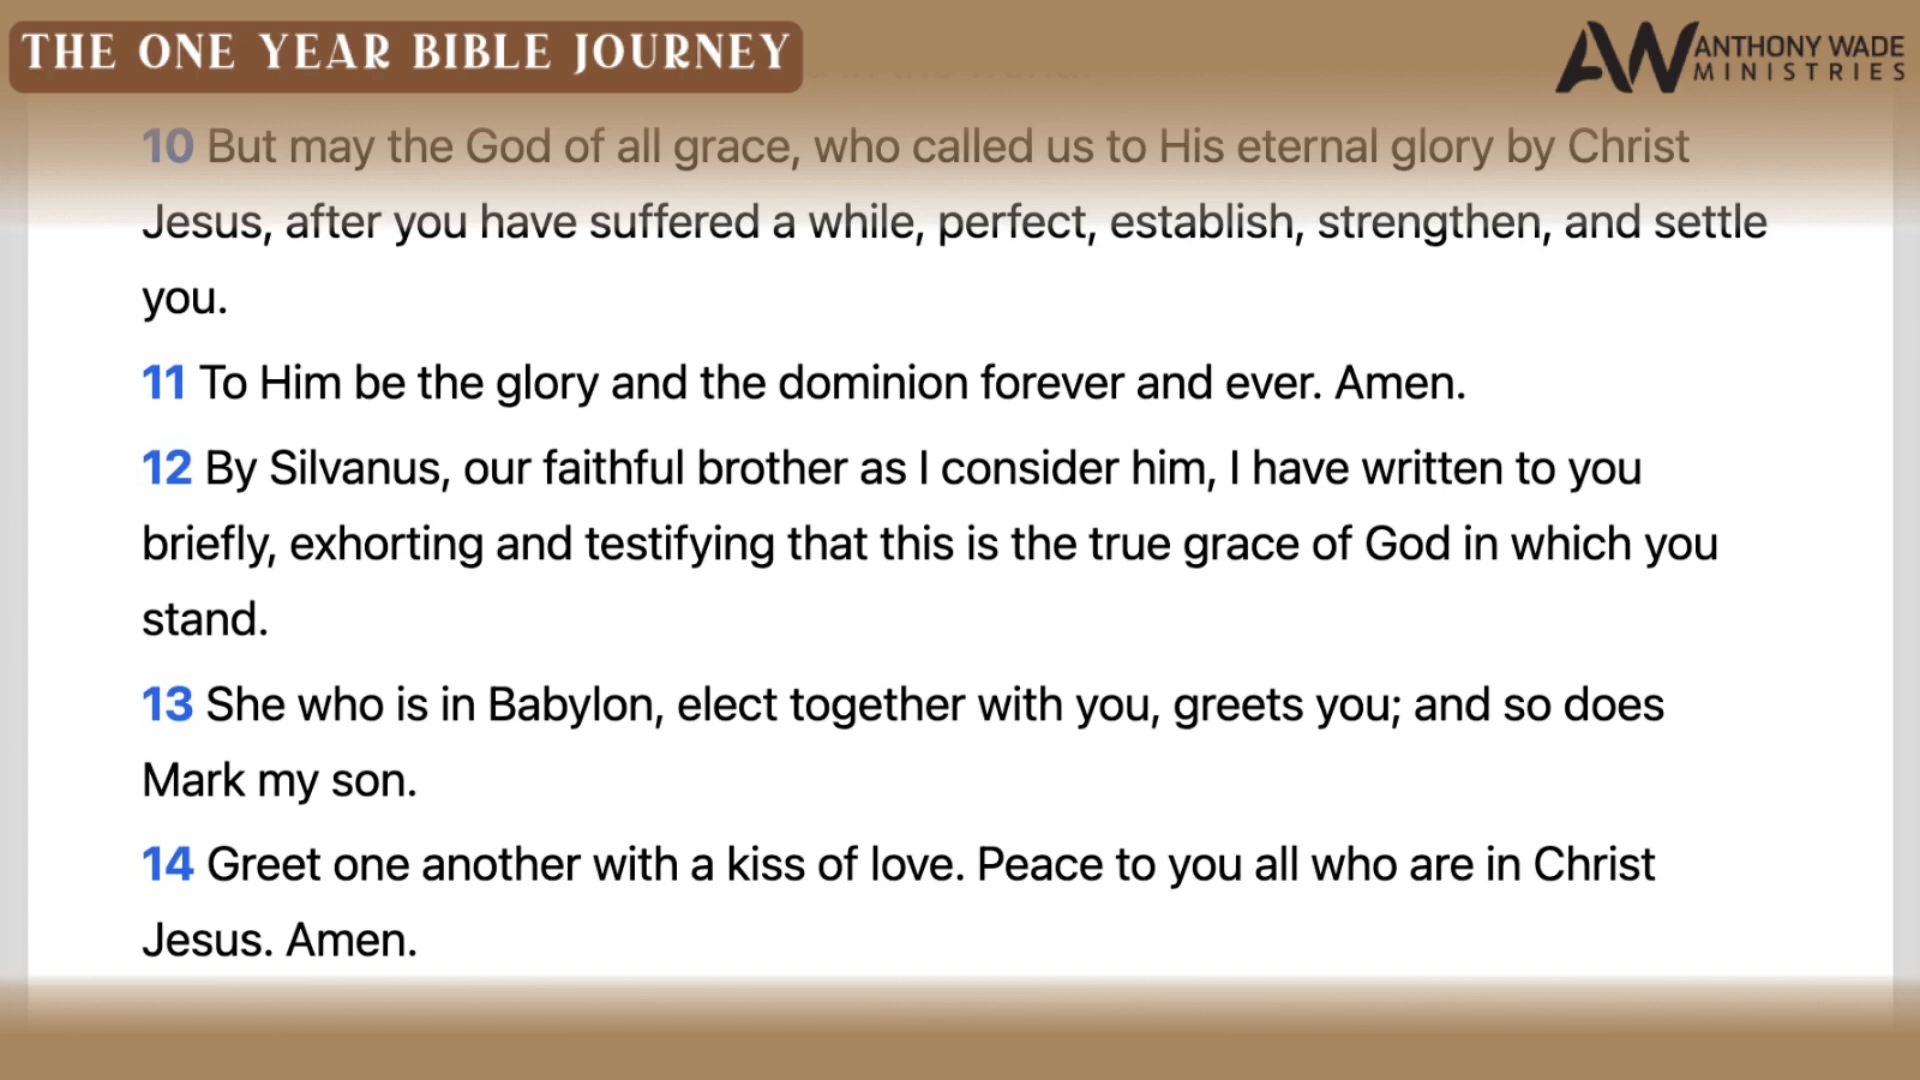 THE ONE YEAR BIBLE JOURNEY
AW ANTHONY WADE
MINISTRIES
10 But may the God of all grace, who called us to His eternal glory by Christ
Jesus, after you have suffered a while, perfect, establish, strengthen, and settle
you.
11 To Him be the glory and the dominion forever and ever. Amen.
12 By Silvanus, our faithful brother as I consider him, I have written to you
briefly, exhorting and testifying that this is the true grace of God in which you
stand.
13 She who is in Babylon, elect together with you, greets you; and so does
Mark my son.
14 Greet one another with a kiss of love. Peace to you all who are in Christ
Jesus. Amen.